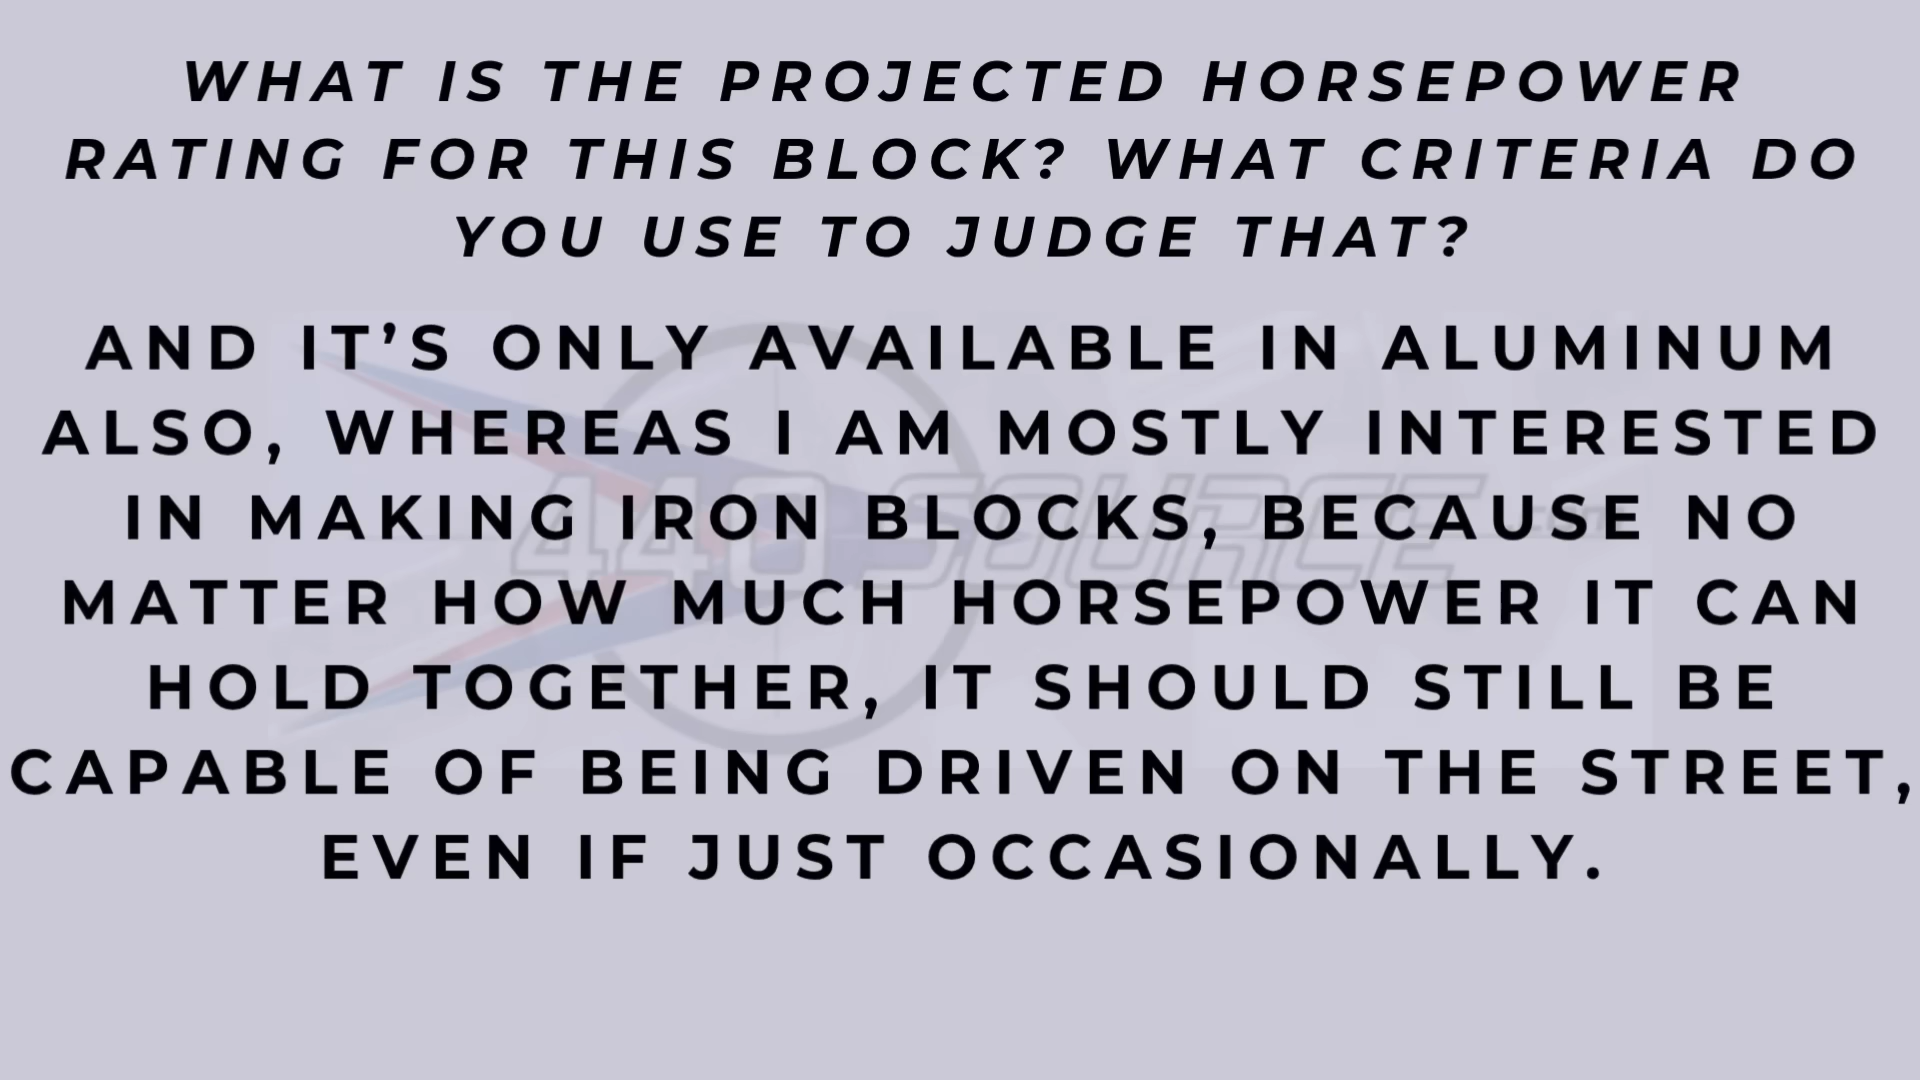 WHAT IS THE PROJECTED HORSEPOWER
RATING FOR THIS BLOCK? WHAT CRITERIA DO
YOU USE TO JUDGE THAT?
AND IT’S ONLY AVAILABLE IN ALUMINUM
ALSO, WHEREAS I AM MOSTLY INTERESTED
IN MAKING IRON BLOCKS, BECAUSE NO
440 SOURCE
MATTER HOW MUCH HORSEPOWER IT CAN
HOLD TOGETHER, IT SHOULD STILL BE
CAPABLE OF BEING DRIVEN ON THE STREET,
EVEN IF JUST OCCASIONALLY.